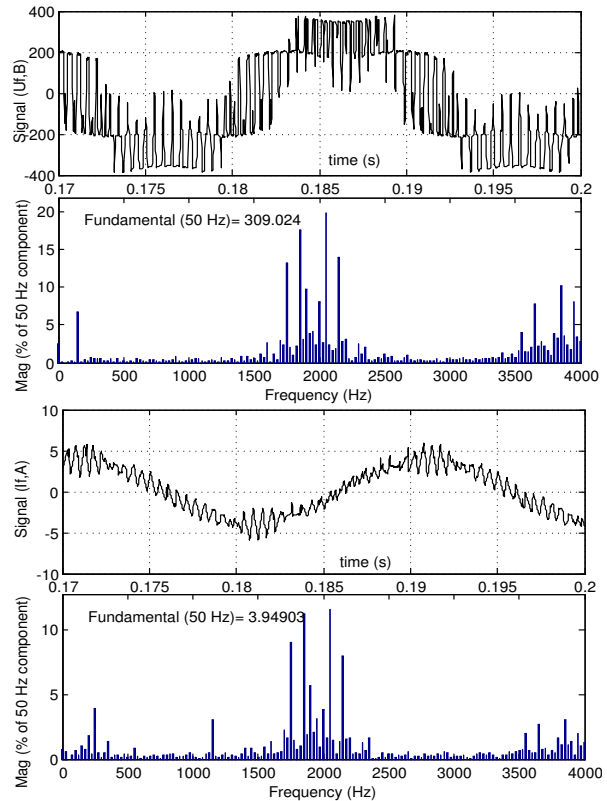 400
200
0
-200
-400
Signal (Uf,B)
time (s)
0.17 0.175 0.18 0.185 0.19 0.195 0.2
20
15
10
5
0
Mag (% of 50 Hz component)
Fundamental (50 Hz)= 309.024
0 500 1000 1500 2000 2500 3000 3500 4000
Frequency (Hz)
10
5
0
-5
-10
Signal (If,A)
time (s)
0.17 0.175 0.18 0.185 0.19 0.195 0.2
10
5
0
Mag (% of 50 Hz component)
Fundamental (50 Hz)= 3.94903
0 500 1000 1500 2000 2500 3000 3500 4000
Frequency (Hz)